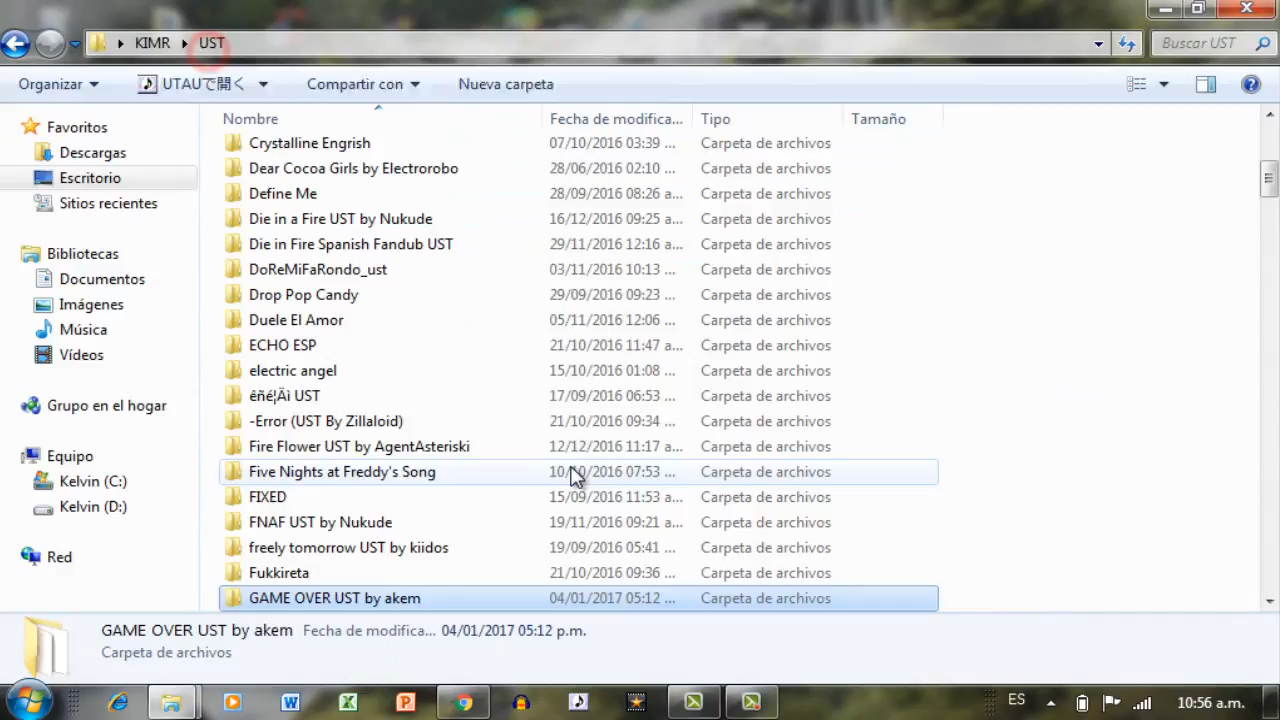 KIMR UST Buscar UST
Organizar UTAUで開く Compartir con Nueva carpeta
Nombre Fecha de modifica... Tipo Tamaño
Favoritos
Descargas
Escritorio
Sitios recientes
Bibliotecas
Documentos
Imágenes
Música
Vídeos
Grupo en el hogar
Equipo
Kelvin (C:)
Kelvin (D:)
Red
Crystalline Engrish 07/10/2016 03:39 ... Carpeta de archivos
Dear Cocoa Girls by Electrorobo 28/06/2016 02:10 ... Carpeta de archivos
Define Me 28/09/2016 08:26 a... Carpeta de archivos
Die in a Fire UST by Nukude 16/12/2016 09:25 a... Carpeta de archivos
Die in Fire Spanish Fandub UST 29/11/2016 12:16 a... Carpeta de archivos
DoReMiFaRondo_ust 03/11/2016 10:13 ... Carpeta de archivos
Drop Pop Candy 29/09/2016 09:23 ... Carpeta de archivos
Duele El Amor 05/11/2016 12:06 ... Carpeta de archivos
ECHO ESP 21/10/2016 11:47 a... Carpeta de archivos
electric angel 15/10/2016 01:08 ... Carpeta de archivos
êñé¦Äì UST 17/09/2016 06:53 ... Carpeta de archivos
-Error (UST By Zillaloid) 21/10/2016 09:34 ... Carpeta de archivos
Fire Flower UST by AgentAsteriski 12/12/2016 11:17 a... Carpeta de archivos
Five Nights at Freddy's Song 10/10/2016 07:53 ... Carpeta de archivos
FIXED 15/09/2016 11:53 a... Carpeta de archivos
FNAF UST by Nukude 19/11/2016 09:21 a... Carpeta de archivos
freely tomorrow UST by kiidos 19/09/2016 05:41 ... Carpeta de archivos
Fukkireta 21/10/2016 09:36 ... Carpeta de archivos
GAME OVER UST by akem 04/01/2017 05:12 ... Carpeta de archivos
GAME OVER UST by akem Fecha de modifica... 04/01/2017 05:12 p.m.
Carpeta de archivos
ES 10:56 a.m.